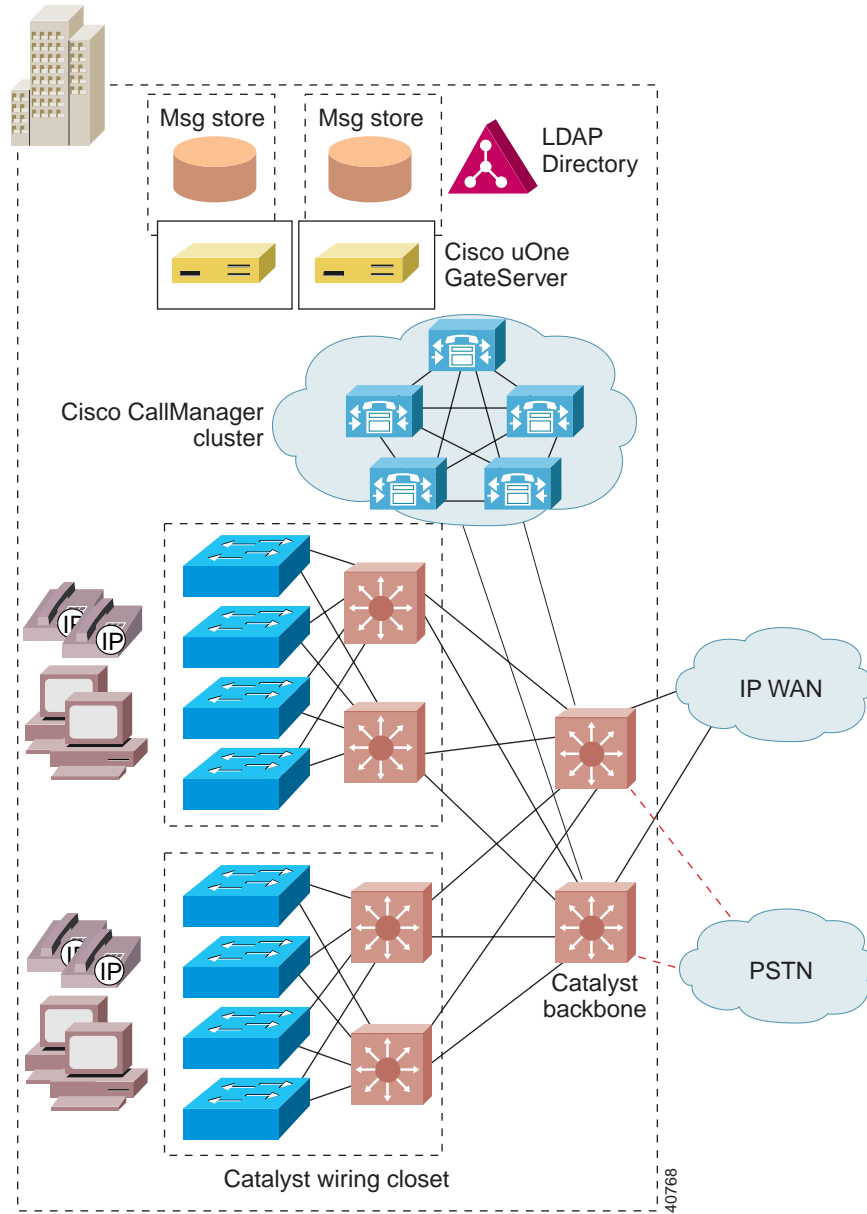 Msg store
Msg store
LDAP
Directory
Cisco uOne
GateServer
Cisco CallManager
cluster
IP
IP
IP WAN
IP
IP
PSTN
Catalyst
backbone
Catalyst wiring closet
40768